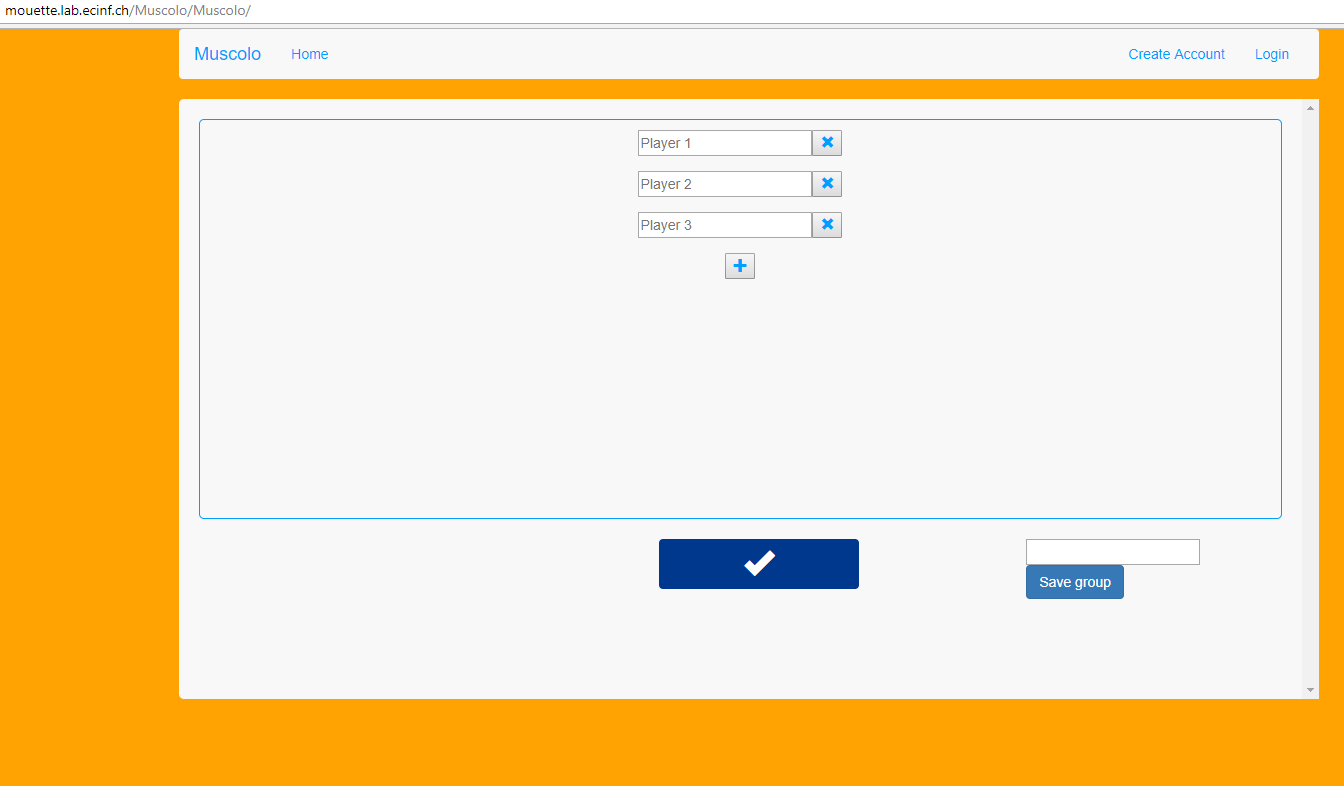 mouette.lab.ecinf.ch/Muscolo/Muscolo/
Muscolo Home Create Account Login
Player 1
Player 2
Player 3
Save group